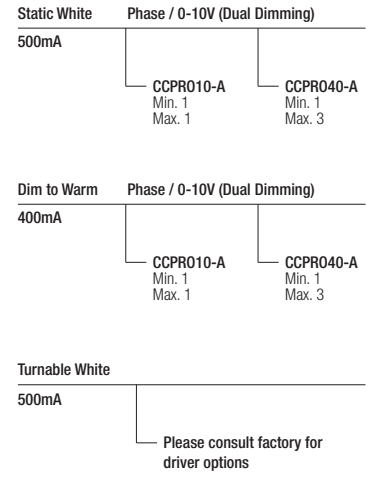 Static White Phase / 0-10V (Dual Dimming)
500mA
CCPRO10-A CCPRO40-A
Min. 1 Min. 1
Max. 1 Max. 3
Dim to Warm Phase / 0-10V (Dual Dimming)
400mA
CCPRO10-A CCPRO40-A
Min. 1 Min. 1
Max. 1 Max. 3
Turnable White
500mA
Please consult factory for
driver options